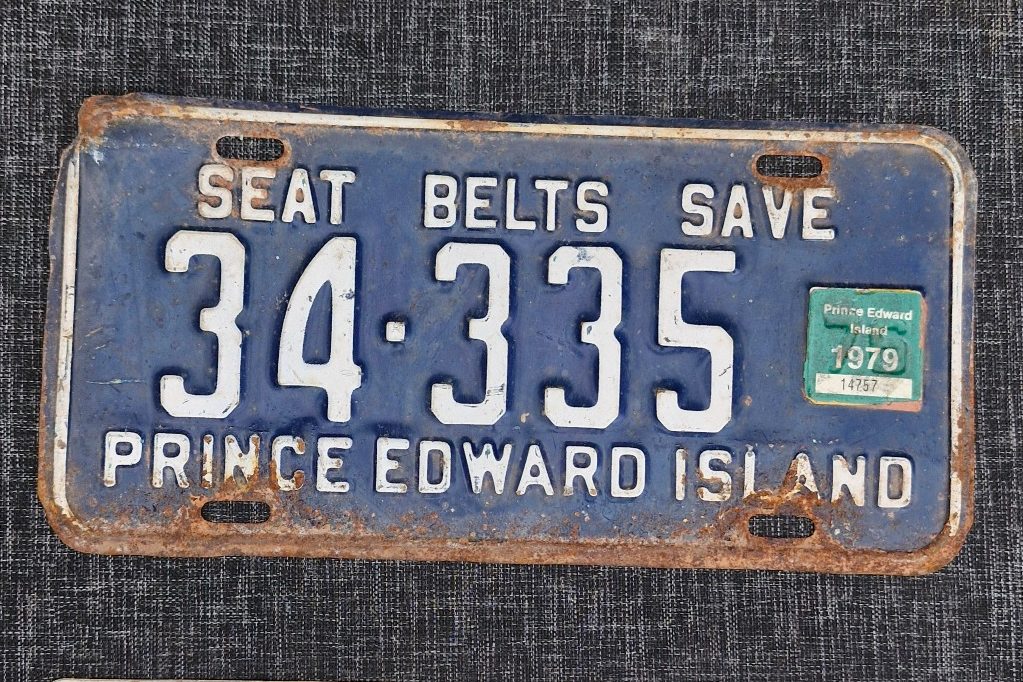 SEAT BELTS SAVE
34·335
Prince Edward
Island
1979
14757
PRINCE EDWARD ISLAND